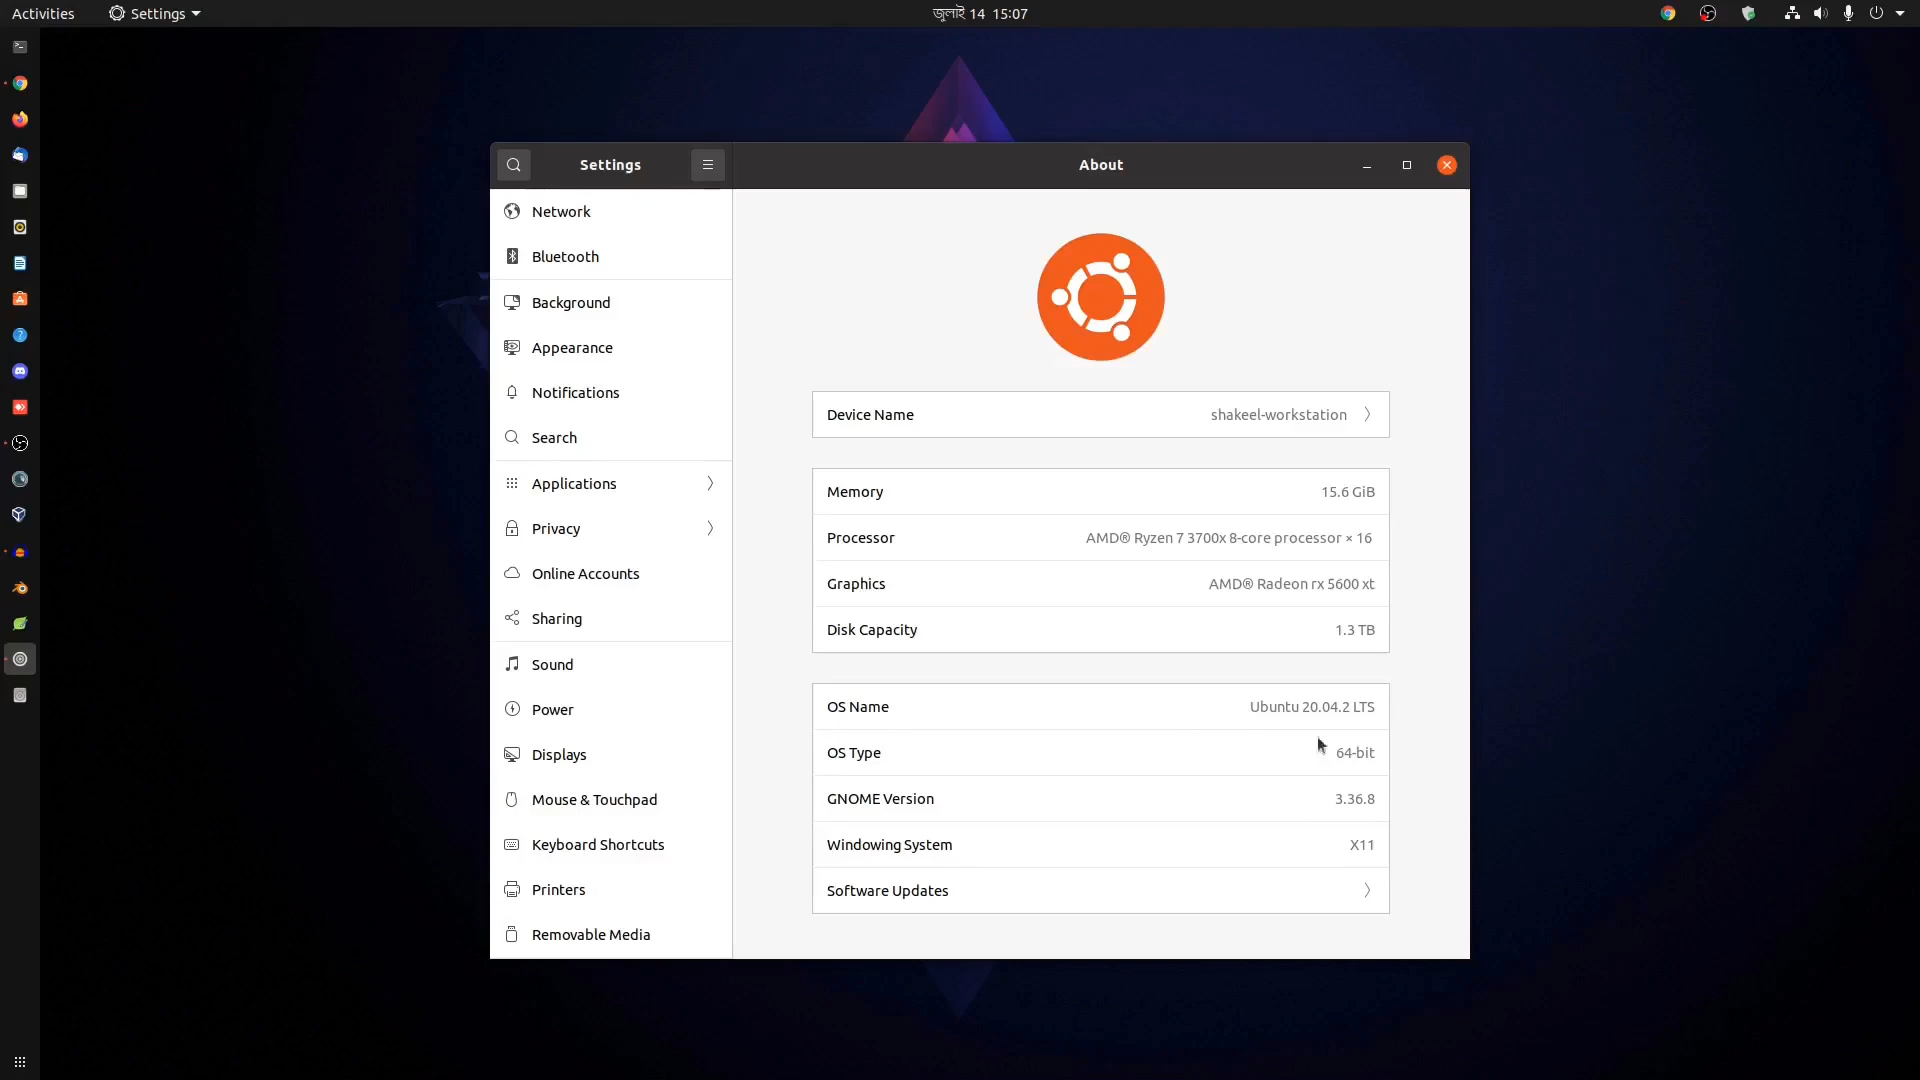 Activities
Settings
जुलाई 14 15:07
Settings
About
Network
Bluetooth
Background
Appearance
Notifications
Search
Applications
Privacy
Online Accounts
Sharing
Sound
Power
Displays
Mouse & Touchpad
Keyboard Shortcuts
Printers
Removable Media
Device Name shakeel-workstation
Memory 15.6 GiB
Processor AMD® Ryzen 7 3700x 8-core processor × 16
Graphics AMD® Radeon rx 5600 xt
Disk Capacity 1.3 TB
OS Name Ubuntu 20.04.2 LTS
OS Type 64-bit
GNOME Version 3.36.8
Windowing System X11
Software Updates